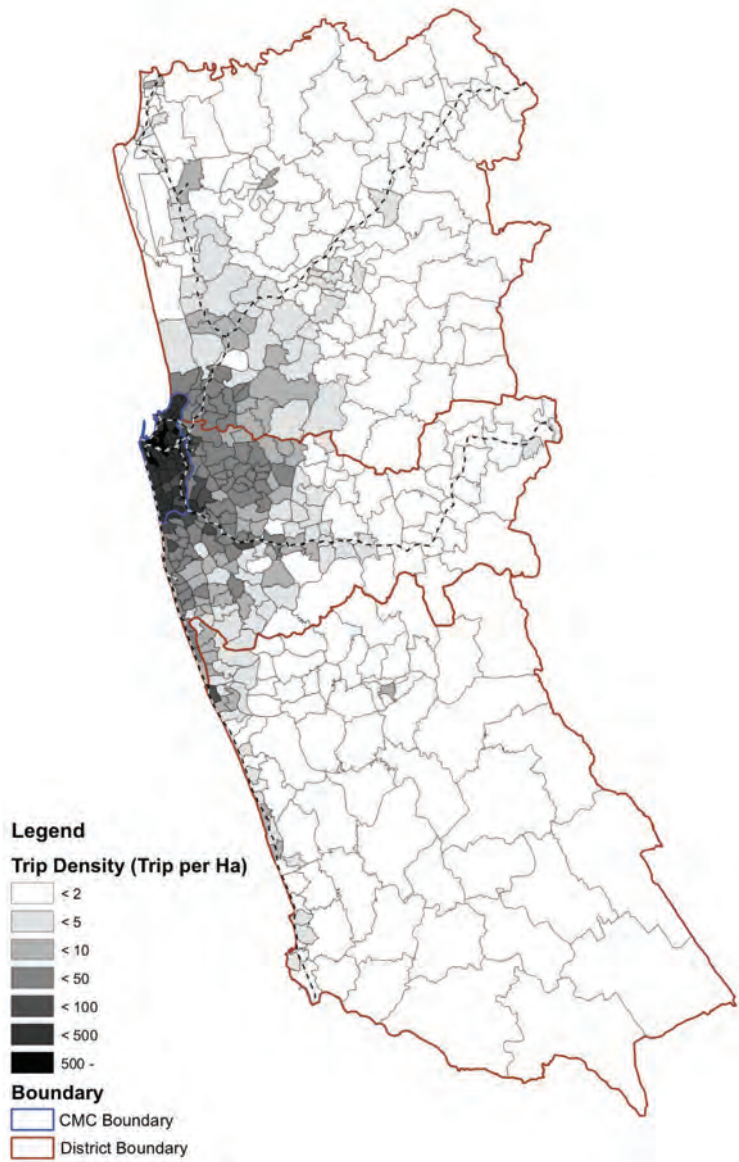 Legend
Trip Density (Trip per Ha)
< 2
< 5
< 10
< 50
< 100
< 500
500 -
Boundary
CMC Boundary
District Boundary